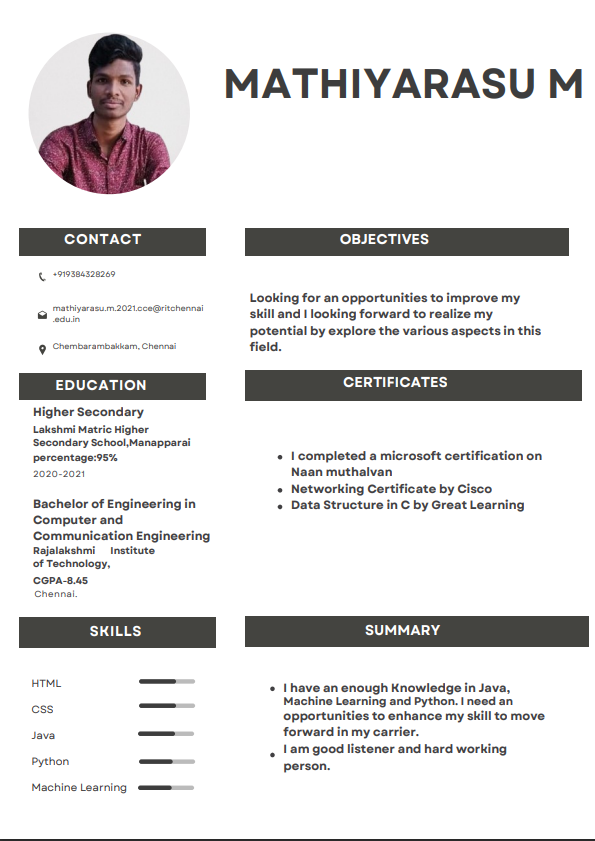 MATHIYARASU M
CONTACT
+919384328269
mathiyarasu.m.2021.cce@ritchennai
.edu.in
Chembarambakkam, Chennai
EDUCATION
Higher Secondary
Lakshmi Matric Higher
Secondary School,Manapparai
percentage:95%
2020-2021
Bachelor of Engineering in
Computer and
Communication Engineering
Rajalakshmi Institute
of Technology,
CGPA-8.45
Chennai.
SKILLS
HTML
CSS
Java
Python
Machine Learning
OBJECTIVES
Looking for an opportunities to improve my
skill and I looking forward to realize my
potential by explore the various aspects in this
field.
CERTIFICATES
• I completed a microsoft certification on
Naan muthalvan
• Networking Certificate by Cisco
• Data Structure in C by Great Learning
SUMMARY
• I have an enough Knowledge in Java,
Machine Learning and Python. I need an
opportunities to enhance my skill to move
forward in my carrier.
• I am good listener and hard working
person.